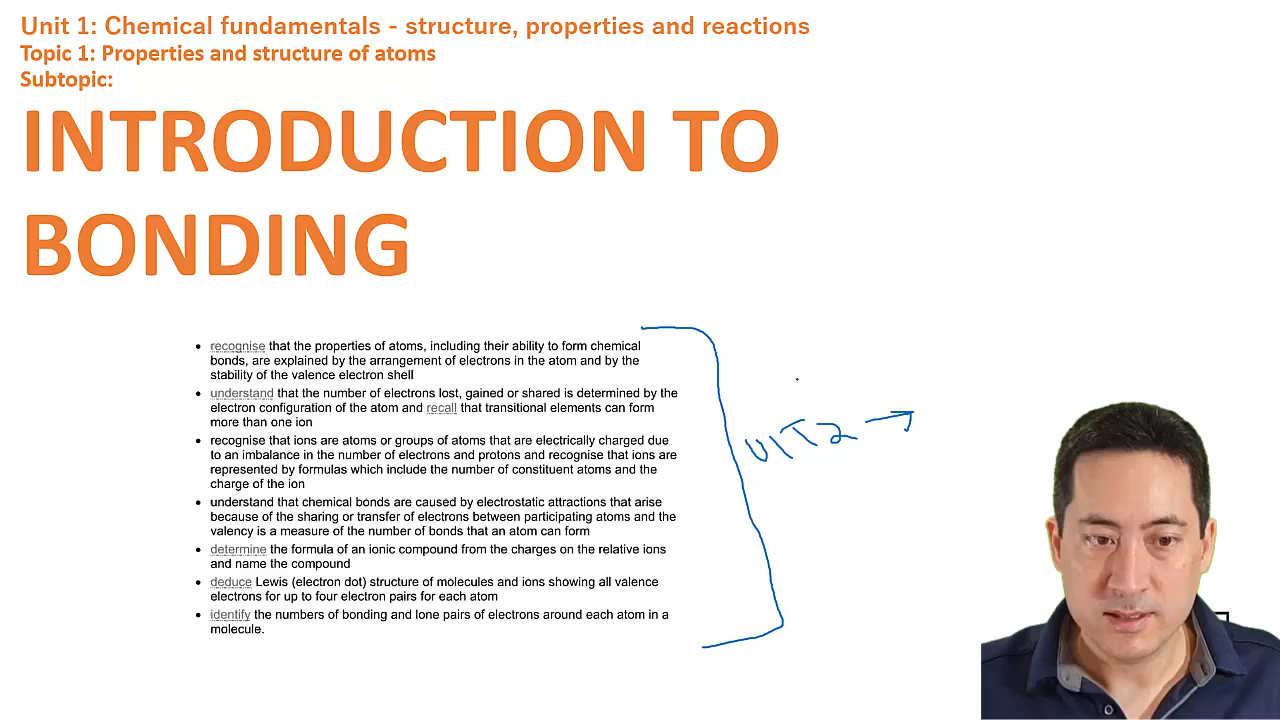 Unit 1: Chemical fundamentals - structure, properties and reactions
Topic 1: Properties and structure of atoms
Subtopic:
INTRODUCTION TO
BONDING
• recognise that the properties of atoms, including their ability to form chemical
bonds, are explained by the arrangement of electrons in the atom and by the
stability of the valence electron shell
• understand that the number of electrons lost, gained or shared is determined by the
electron configuration of the atom and recall that transitional elements can form
more than one ion
• recognise that ions are atoms or groups of atoms that are electrically charged due
to an imbalance in the number of electrons and protons and recognise that ions are
represented by formulas which include the number of constituent atoms and the
charge of the ion
• understand that chemical bonds are caused by electrostatic attractions that arise
because of the sharing or transfer of electrons between participating atoms and the
valency is a measure of the number of bonds that an atom can form
• determine the formula of an ionic compound from the charges on the relative ions
and name the compound
• deduce Lewis (electron dot) structure of molecules and ions showing all valence
electrons for up to four electron pairs for each atom
• identify the numbers of bonding and lone pairs of electrons around each atom in a
molecule.
U1T2 →